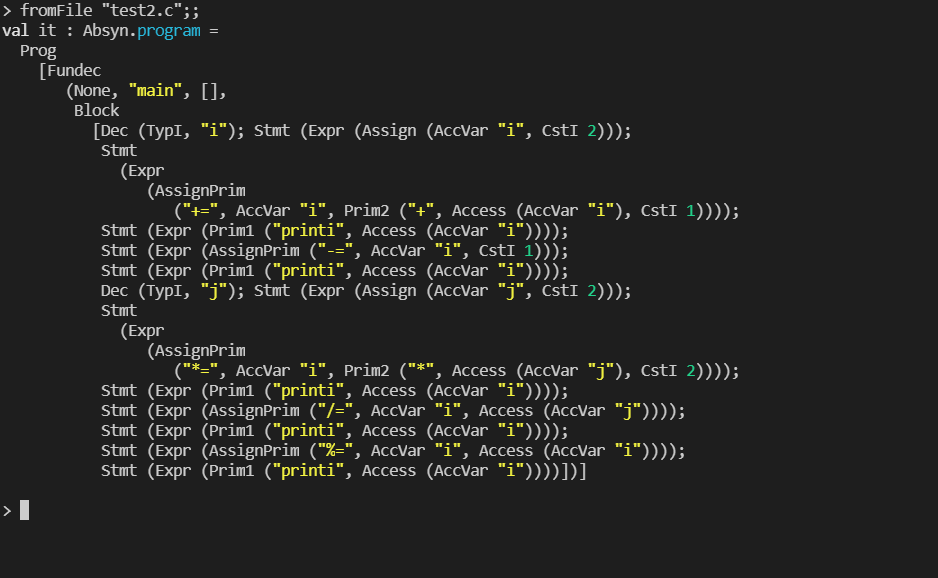 > fromFile "test2.c";;
val it : Absyn.program =
  Prog
    [Fundec
       (None, "main", [],
        Block
          [Dec (TypI, "i"); Stmt (Expr (Assign (AccVar "i", CstI 2)));
           Stmt
             (Expr
                (AssignPrim
                   ("+=", AccVar "i", Prim2 ("+", Access (AccVar "i"), CstI 1))));
           Stmt (Expr (Prim1 ("printi", Access (AccVar "i"))));
           Stmt (Expr (AssignPrim ("-=", AccVar "i", CstI 1)));
           Stmt (Expr (Prim1 ("printi", Access (AccVar "i"))));
           Dec (TypI, "j"); Stmt (Expr (Assign (AccVar "j", CstI 2)));
           Stmt
             (Expr
                (AssignPrim
                   ("*=", AccVar "i", Prim2 ("*", Access (AccVar "j"), CstI 2))));
           Stmt (Expr (Prim1 ("printi", Access (AccVar "i"))));
           Stmt (Expr (AssignPrim ("/=", AccVar "i", Access (AccVar "j"))));
           Stmt (Expr (Prim1 ("printi", Access (AccVar "i"))));
           Stmt (Expr (AssignPrim ("%=", AccVar "i", Access (AccVar "i"))));
           Stmt (Expr (Prim1 ("printi", Access (AccVar "i"))))])]
>